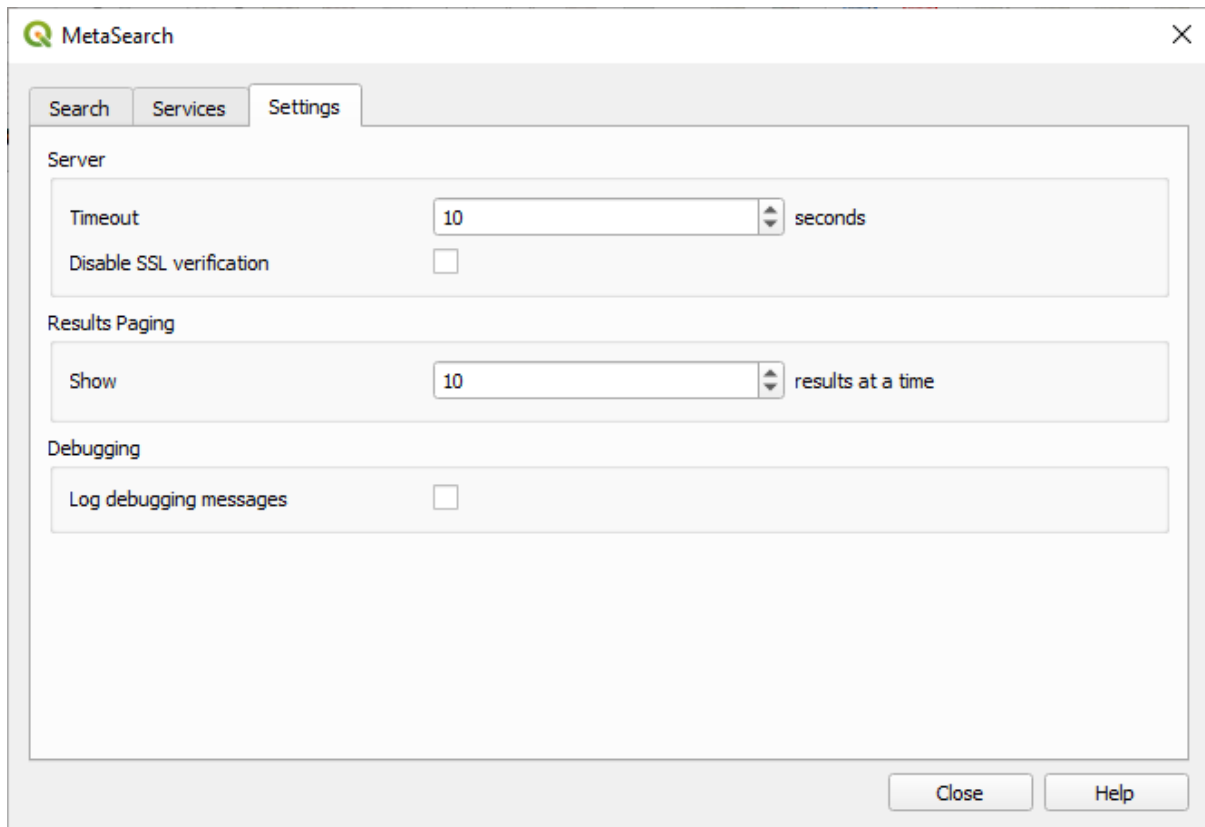 MetaSearch
Search Services Settings
Server
Timeout 10 seconds
Disable SSL verification
Results Paging
Show 10 results at a time
Debugging
Log debugging messages
Close Help